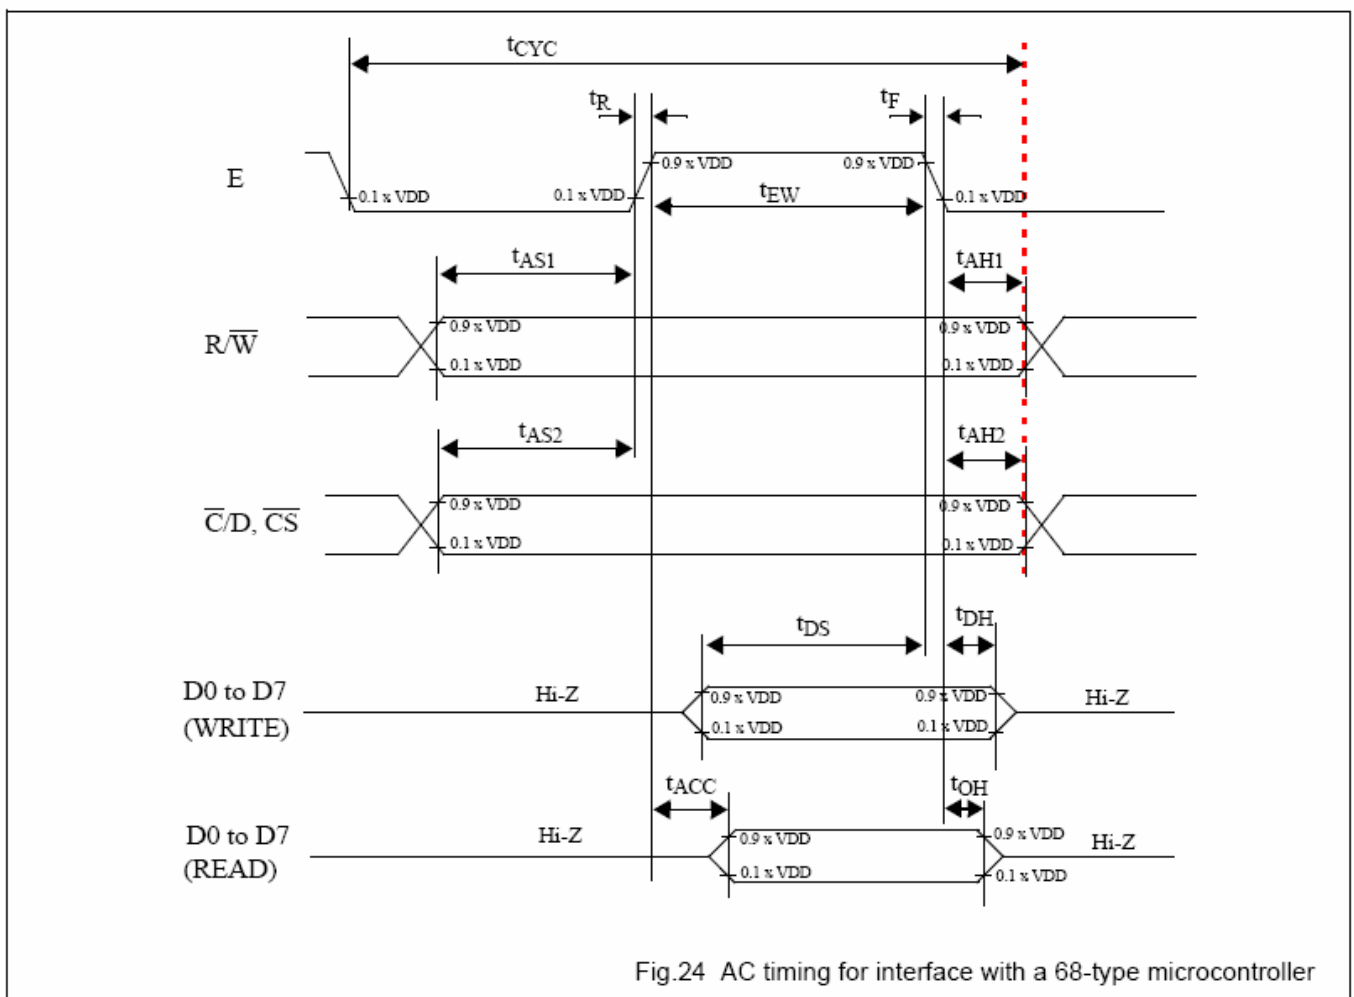 tCYC
tR
tF
E
0.9 x VDD
0.9 x VDD
0.1 x VDD
0.1 x VDD
tEW
0.1 x VDD
tAS1
tAH1
R/W̅
0.9 x VDD
0.9 x VDD
0.1 x VDD
0.1 x VDD
tAS2
tAH2
C̅/D, C̅S̅
0.9 x VDD
0.9 x VDD
0.1 x VDD
0.1 x VDD
tDS
tDH
D0 to D7
(WRITE)
Hi-Z
0.9 x VDD
0.9 x VDD
Hi-Z
0.1 x VDD
0.1 x VDD
tACC
tOH
D0 to D7
(READ)
Hi-Z
0.9 x VDD
0.9 x VDD
Hi-Z
0.1 x VDD
0.1 x VDD
Fig.24 AC timing for interface with a 68-type microcontroller